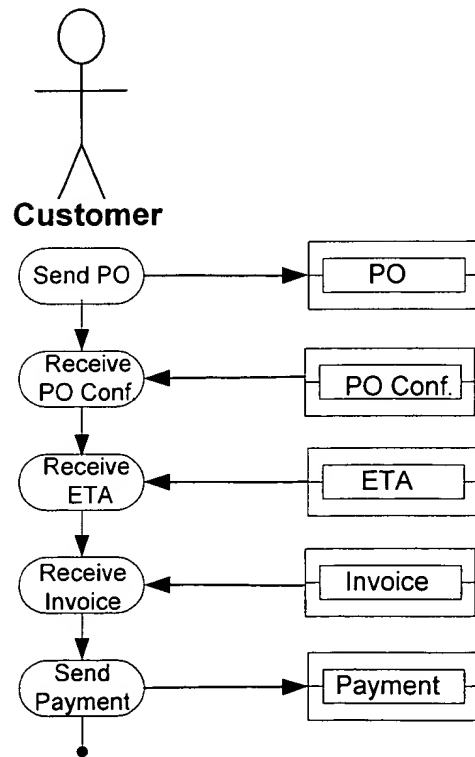 Customer
Send PO
PO
Receive
PO Conf.
PO Conf.
Receive
ETA
ETA
Receive
Invoice
Invoice
Send
Payment
Payment